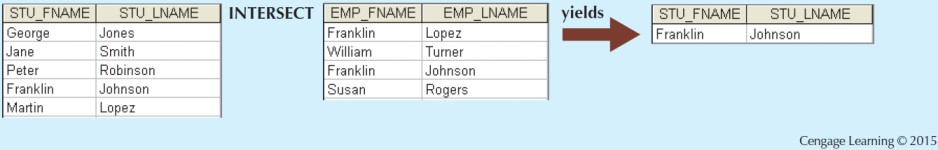 STU_FNAME STU_LNAME
George Jones
Jane Smith
Peter Robinson
Franklin Johnson
Martin Lopez
INTERSECT
EMP_FNAME EMP_LNAME
Franklin Lopez
William Turner
Franklin Johnson
Susan Rogers
yields
STU_FNAME STU_LNAME
Franklin Johnson
Cengage Learning © 2015